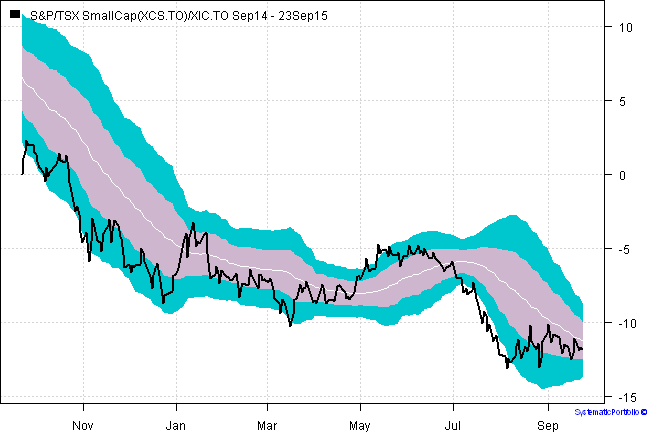 S&P/TSX SmallCap(XCS.TO)/XIC.TO Sep14 - 23Sep15
10
5
0
-5
-10
-15
Nov Jan Mar May Jul Sep
SystematicPortfolio ©